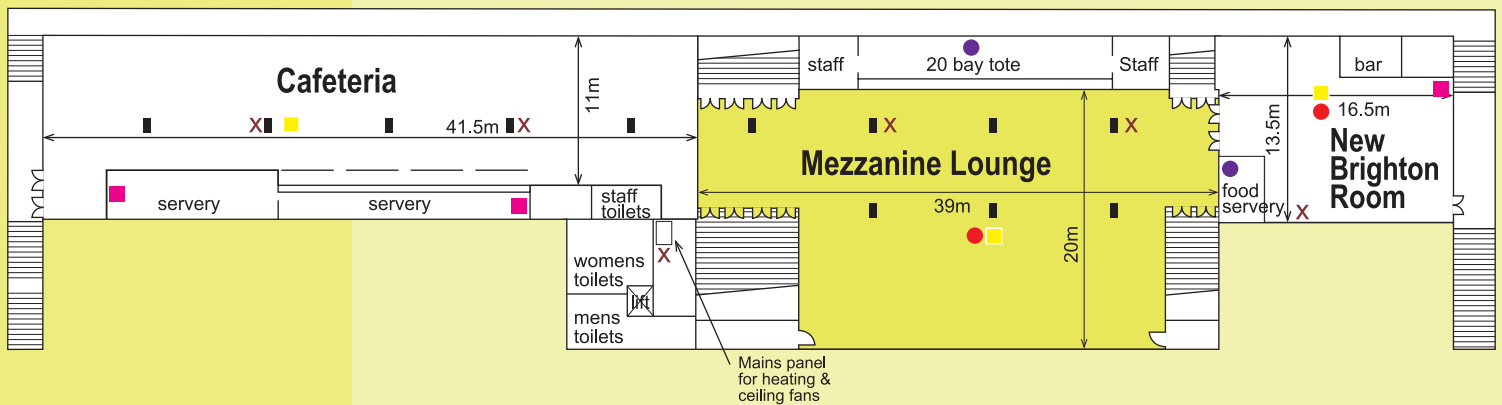 Cafeteria
11m
41.5m
X
X
servery
servery
staff
toilets
womens
toilets
X
lift
mens
toilets
Mains panel
for heating &
ceiling fans
staff
20 bay tote
Staff
X
X
Mezzanine Lounge
39m
20m
bar
16.5m
13.5m
New
Brighton
Room
food
servery
X